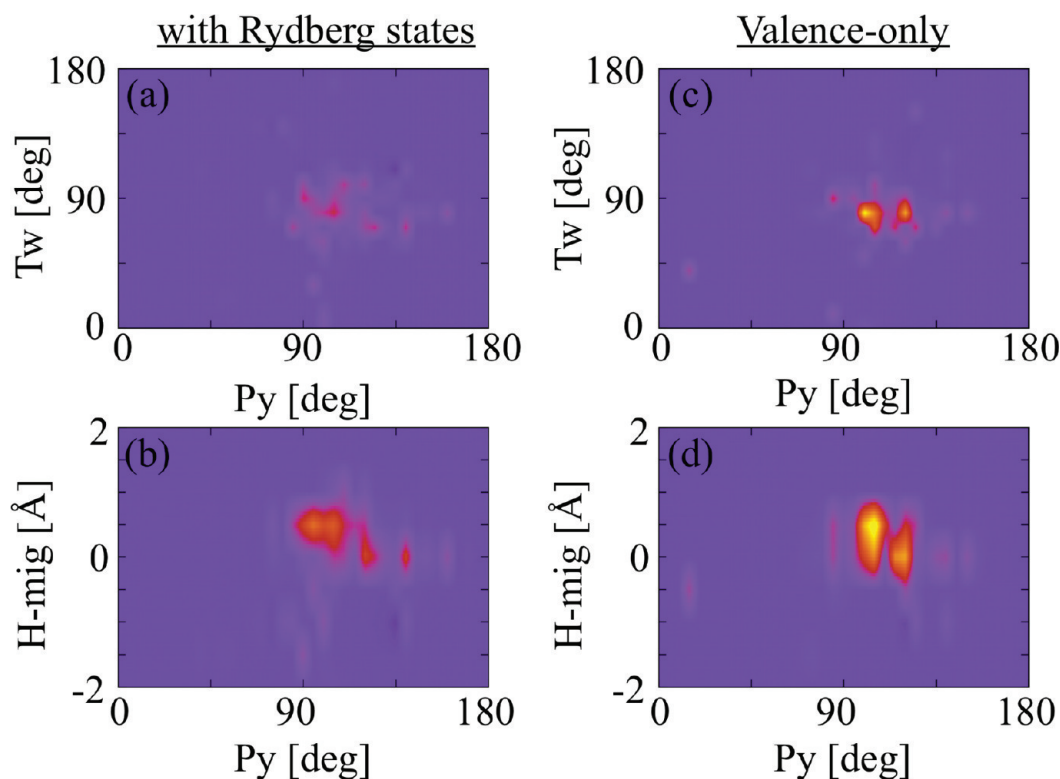 with Rydberg states
Valence-only
180
(a)
Tw [deg]
90
0
0
90
180
Py [deg]
180
(c)
Tw [deg]
90
0
0
90
180
Py [deg]
2
(b)
H-mig [Å]
0
-2
0
90
180
Py [deg]
2
(d)
H-mig [Å]
0
-2
0
90
180
Py [deg]